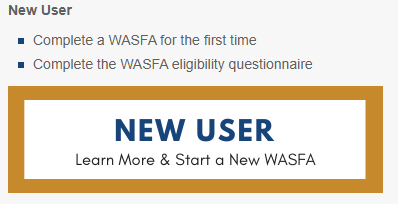 New User
Complete a WASFA for the first time
Complete the WASFA eligibility questionnaire
NEW USER
Learn More & Start a New WASFA